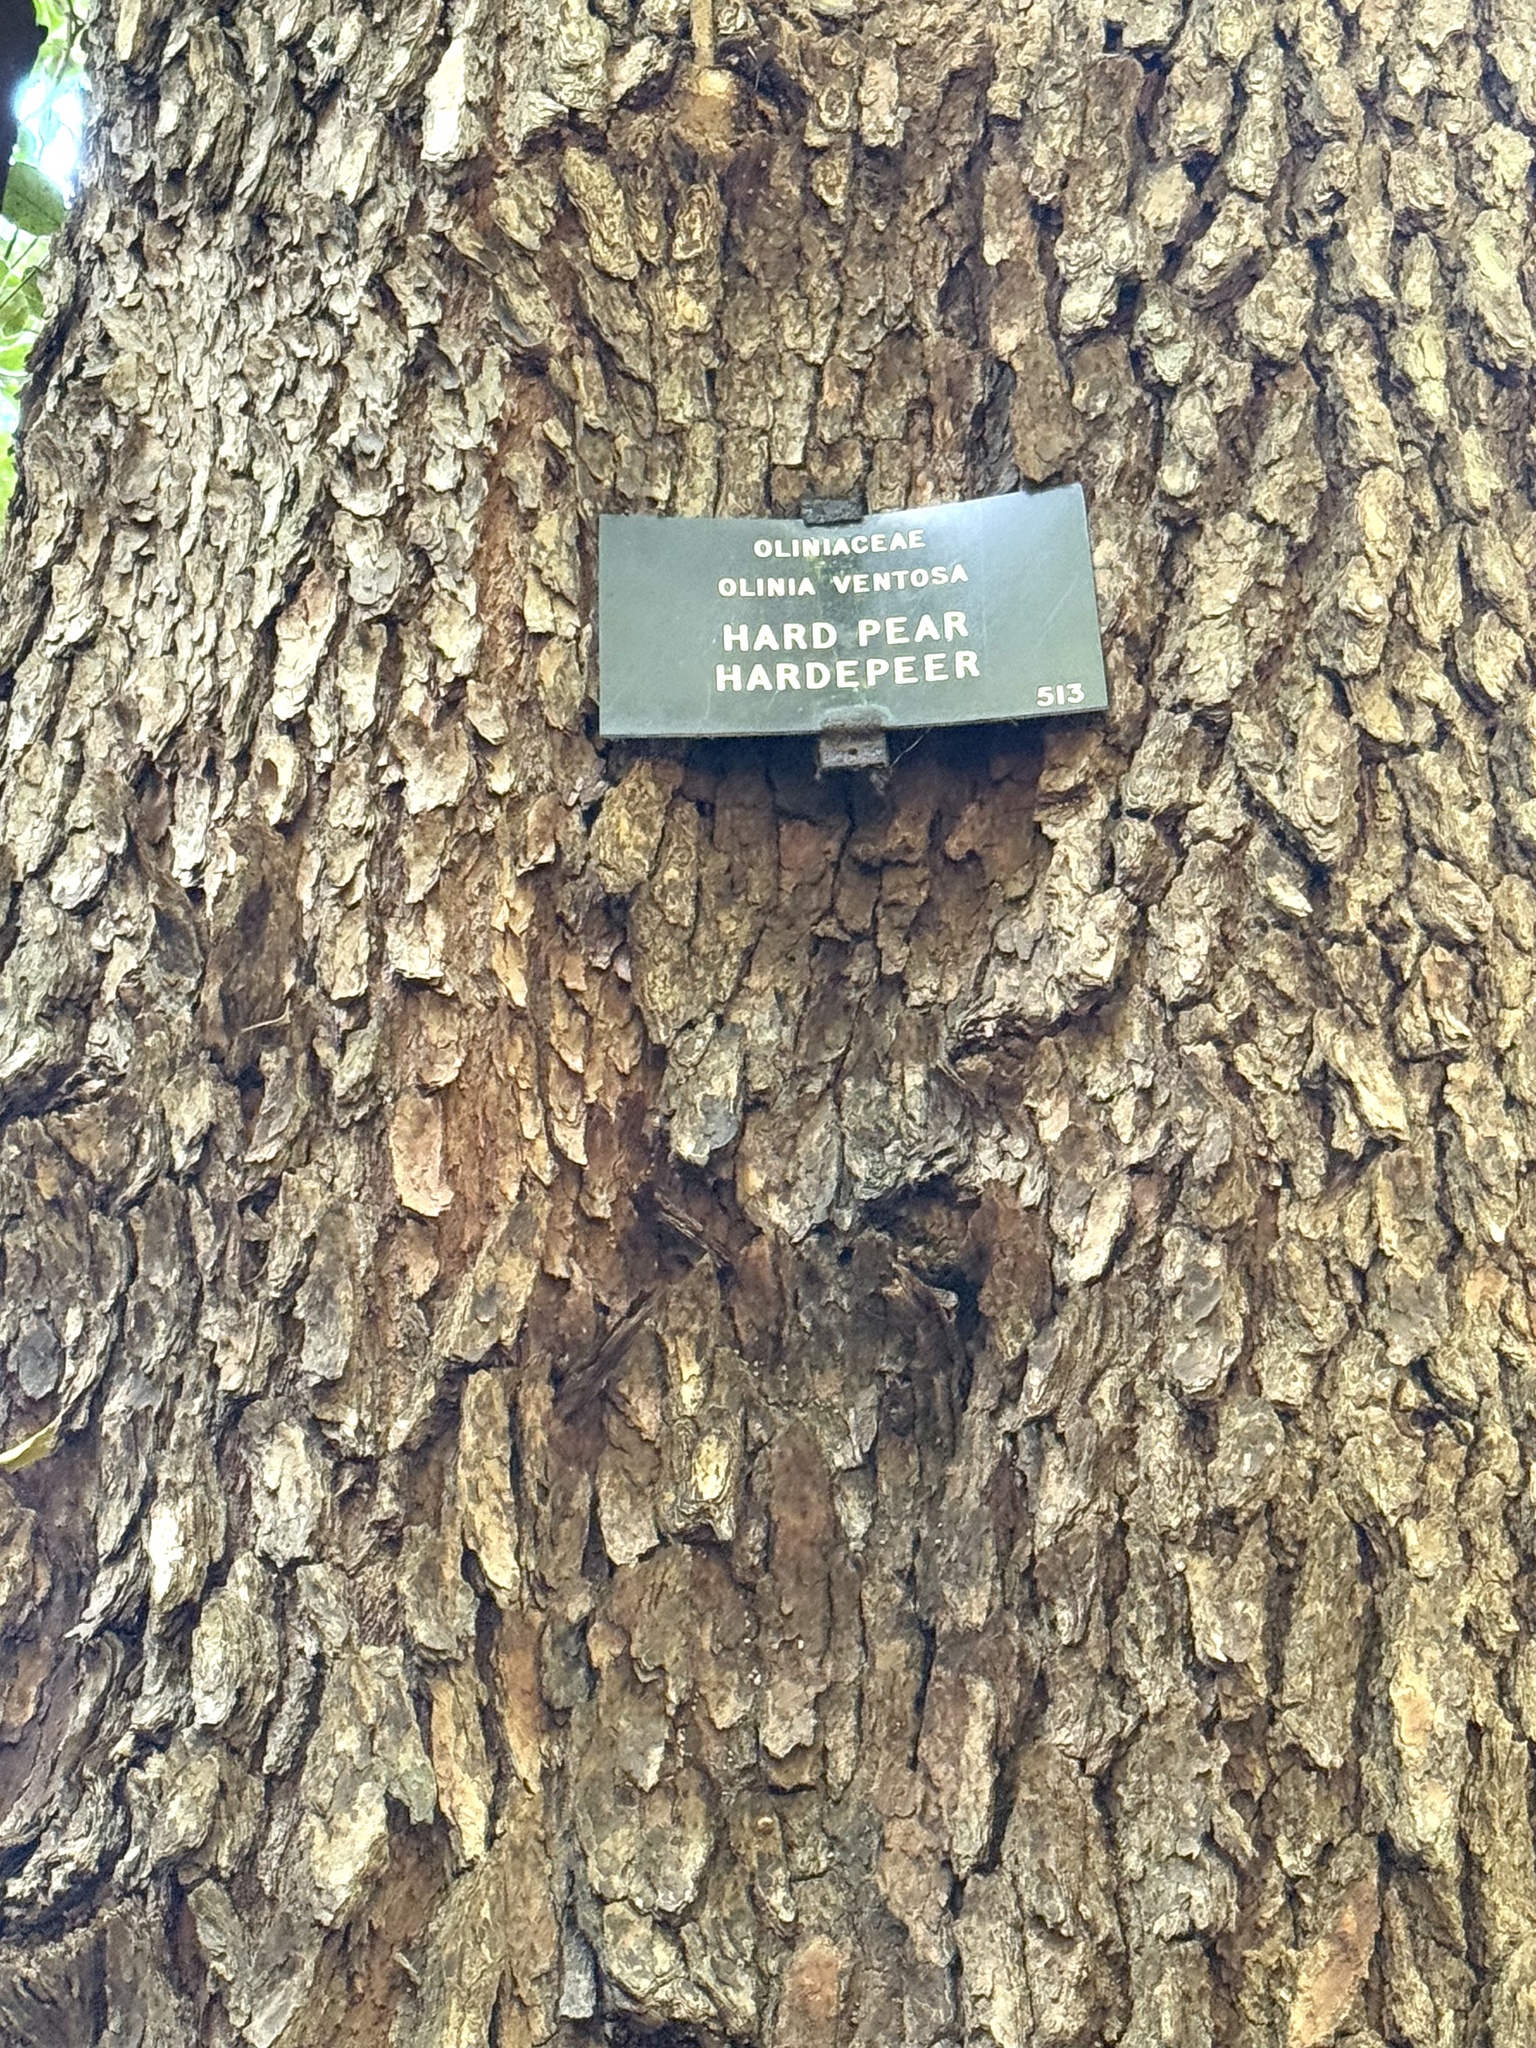 OLINIACEAE
OLINIA VENTOSA
HARD PEAR
HARDEPEER
513